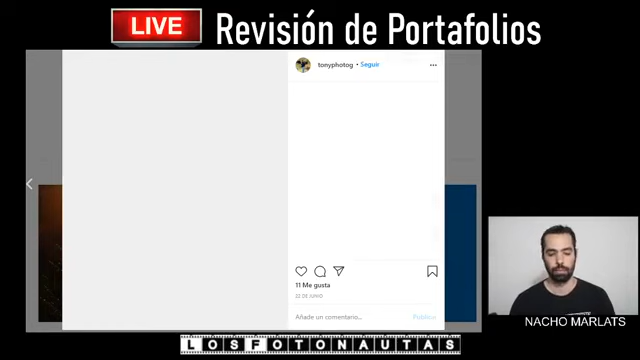 LIVE
Revisión de Portafolios
tonyphotog • Seguir
11 Me gusta
22 DE JUNIO
Añade un comentario...
Publicar
NACHO MARLATS
LOSFOTONAUTAS